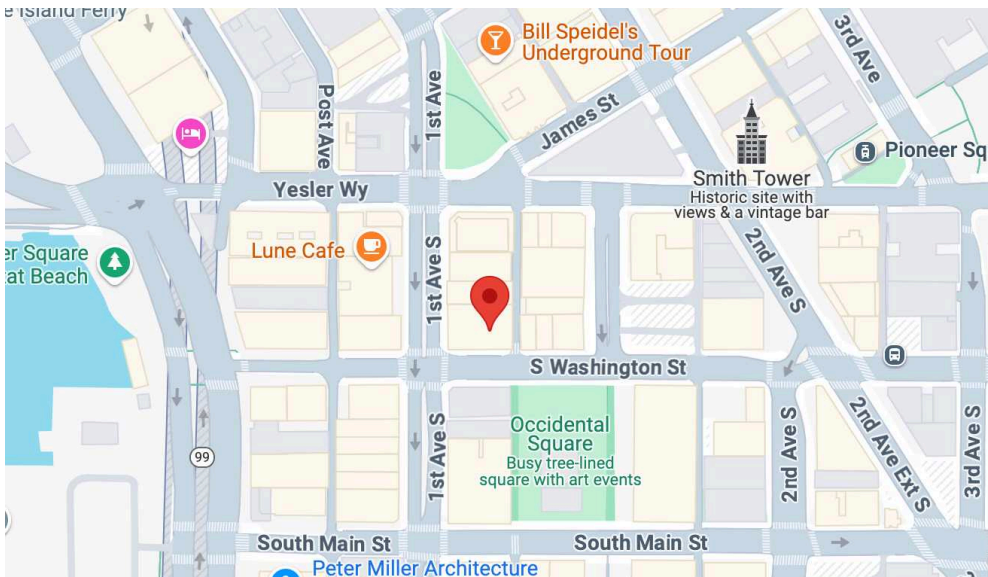 e Island Ferry
Bill Speidel's
Underground Tour
3rd Ave
Post Ave
1st Ave
James St
Pioneer Sq
Yesler Wy
Smith Tower
Historic site with
views & a vintage bar
er Square
at Beach
Lune Cafe
1st Ave S
2nd Ave S
S Washington St
Occidental
Square
Busy tree-lined
square with art events
1st Ave S
2nd Ave S
2nd Ave Ext S
3rd Ave S
99
South Main St
South Main St
Peter Miller Architecture